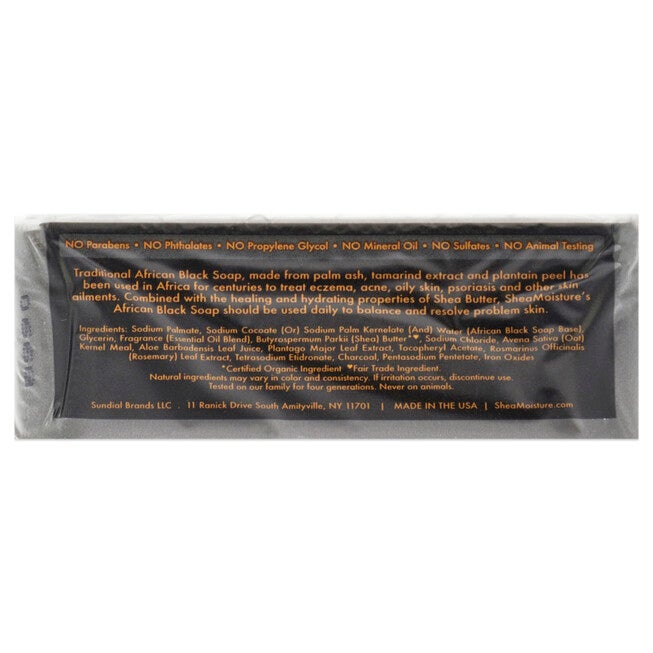 NO Parabens • NO Phthalates • NO Propylene Glycol • NO Mineral Oil • NO Sulfates • NO Animal Testing
Traditional African Black Soap, made from palm ash, tamarind extract and plantain peel has
been used in Africa for centuries to treat eczema, acne, oily skin, psoriasis and other skin
ailments. Combined with the healing and hydrating properties of Shea Butter, SheaMoisture's
African Black Soap should be used daily to balance and resolve problem skin.
Ingredients: Sodium Palmate, Sodium Cocoate (Or) Sodium Palm Kernelate (And) Water (African Black Soap Base),
Glycerin, Fragrance (Essential Oil Blend), Butyrospermum Parkii (Shea) Butter*♥, Sodium Chloride, Avena Sativa (Oat)
Kernel Meal, Aloe Barbadensis Leaf Juice, Plantago Major Leaf Extract, Tocopheryl Acetate, Rosmarinus Officinalis
(Rosemary) Leaf Extract, Tetrasodium Etidronate, Charcoal, Pentasodium Pentetate, Iron Oxides
*Certified Organic Ingredient ♥Fair Trade Ingredient.
Natural ingredients may vary in color and consistency. If irritation occurs, discontinue use.
Tested on our family for four generations. Never on animals.
Sundial Brands LLC . 11 Ranick Drive South Amityville, NY 11701 | MADE IN THE USA | SheaMoisture.com